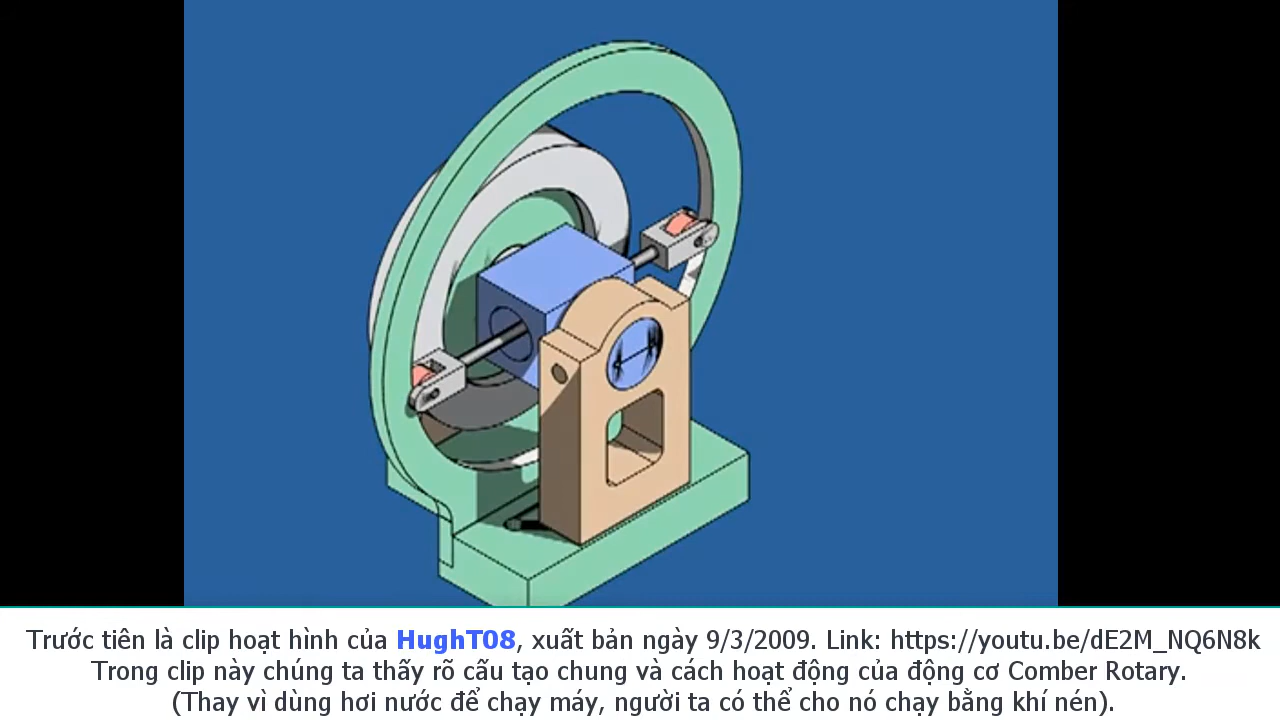 Trước tiên là clip hoạt hình của HughT08, xuất bản ngày 9/3/2009. Link: https://youtu.be/dE2M_NQ6N8k
Trong clip này chúng ta thấy rõ cấu tạo chung và cách hoạt động của động cơ Comber Rotary.
(Thay vì dùng hơi nước để chạy máy, người ta có thể cho nó chạy bằng khí nén).